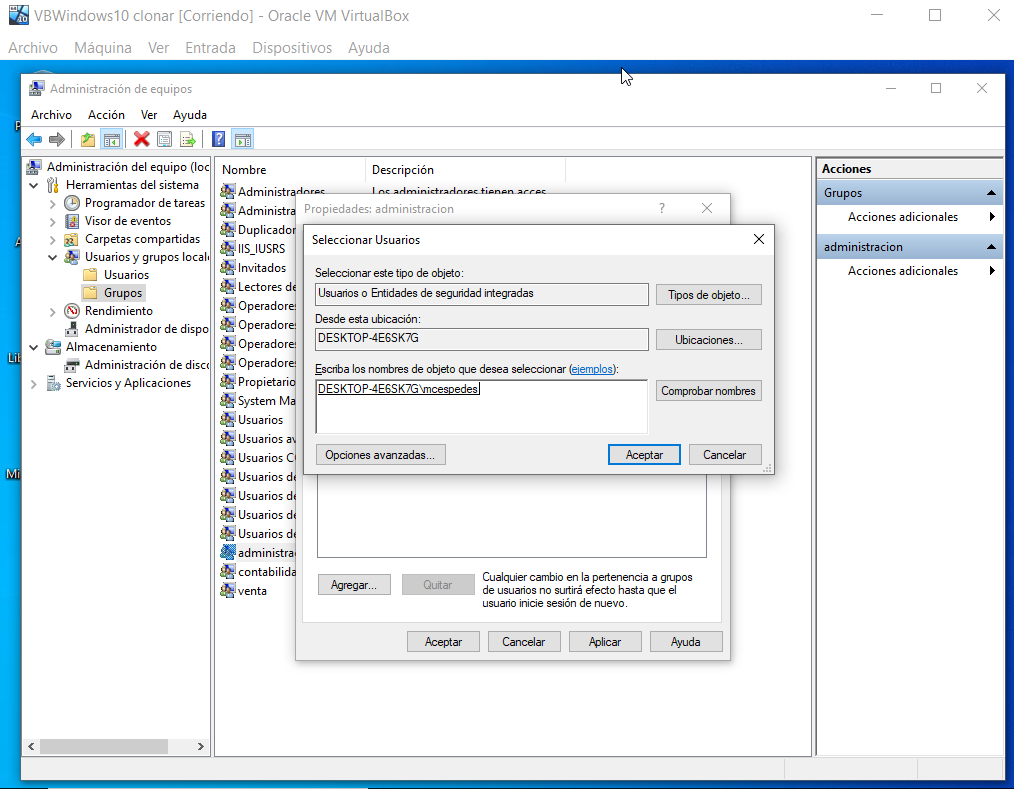 VBWindows10 clonar [Corriendo] - Oracle VM VirtualBox
Archivo Máquina Ver Entrada Dispositivos Ayuda
Administración de equipos
Archivo Acción Ver Ayuda
Administración del equipo (loc
Herramientas del sistema
Programador de tareas
Visor de eventos
Carpetas compartidas
Usuarios y grupos locale
Usuarios
Grupos
Rendimiento
Administrador de dispo
Almacenamiento
Administración de disco
Servicios y Aplicaciones
Nombre Descripción
Administradores Los administradores tienen acces
Administra
Duplicador
IIS_IUSRS
Invitados
Lectores de
Operadores
Operadores
Operadores
Operadores
Propietario
System Ma
Usuarios
Usuarios av
Usuarios CO
Usuarios de
Usuarios de
Usuarios de
Usuarios de
administrac
contabilida
venta
Propiedades: administracion ?
Seleccionar Usuarios
Seleccionar este tipo de objeto:
Usuarios o Entidades de seguridad integradas
Tipos de objeto...
Desde esta ubicación:
DESKTOP-4E6SK7G
Ubicaciones...
Escriba los nombres de objeto que desea seleccionar (ejemplos):
DESKTOP-4E6SK7G\mcespedes
Comprobar nombres
Opciones avanzadas... Aceptar Cancelar
Agregar... Quitar
Cualquier cambio en la pertenencia a grupos
de usuarios no surtirá efecto hasta que el
usuario inicie sesión de nuevo.
Aceptar Cancelar Aplicar Ayuda
Acciones
Grupos
Acciones adicionales
administracion
Acciones adicionales